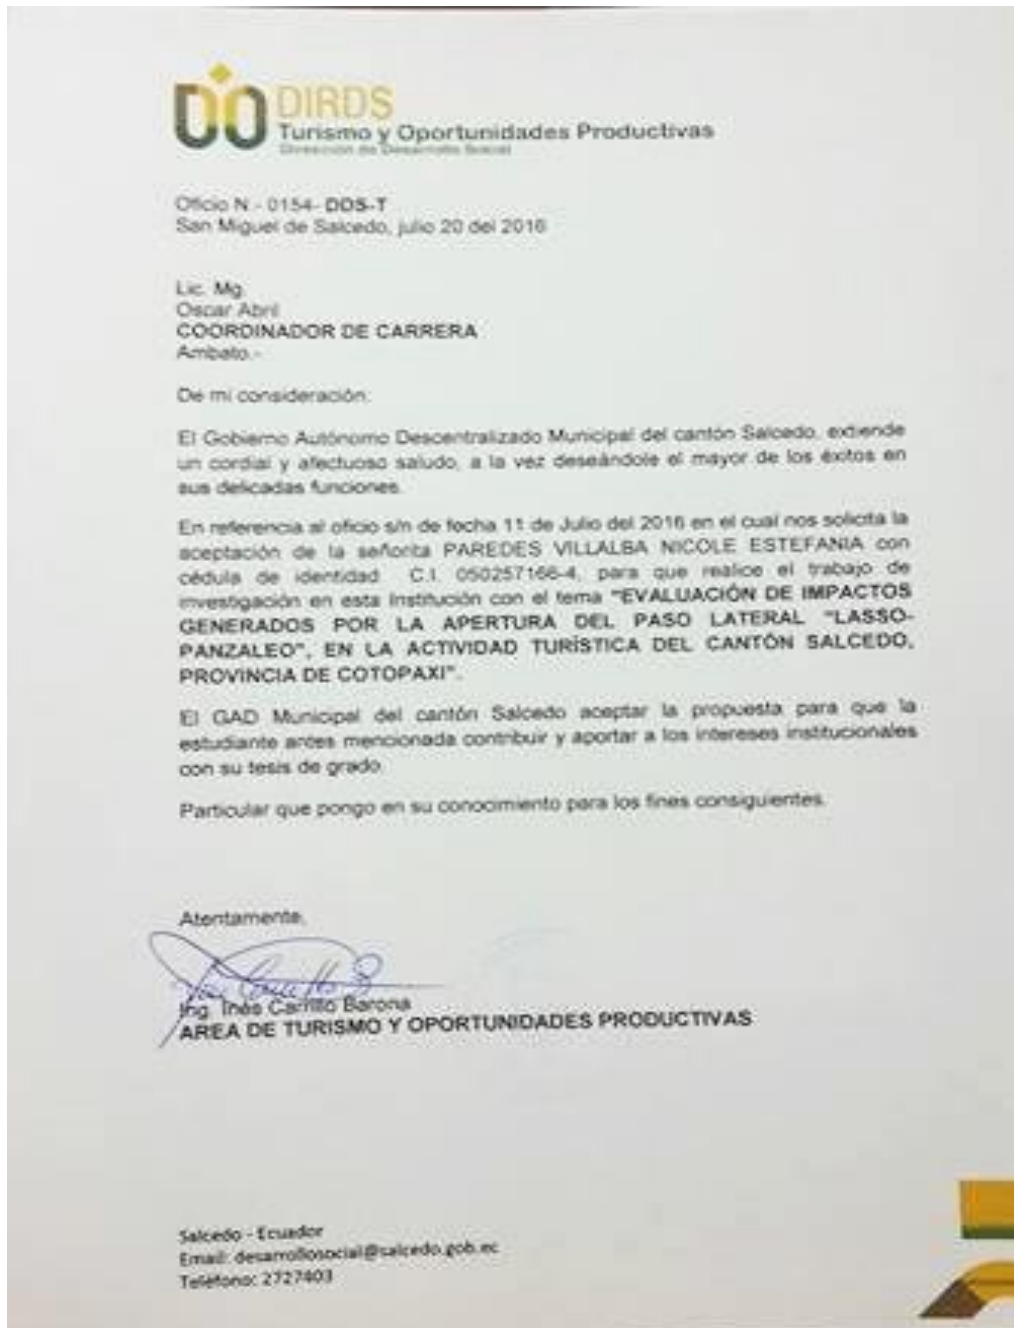 DIRDS
Turismo y Oportunidades Productivas
Dirección de Desarrollo Social
Oficio N.- 0154- DDS-T
San Miguel de Salcedo, julio 20 del 2016
Lic. Mg.
Oscar Abril
COORDINADOR DE CARRERA
Ambato.-
De mi consideración:
El Gobierno Autónomo Descentralizado Municipal del cantón Salcedo, extiende
un cordial y afectuoso saludo, a la vez deseándole el mayor de los éxitos en
sus delicadas funciones.
En referencia al oficio s/n de fecha 11 de Julio del 2016 en el cual nos solicita la
aceptación de la señorita PAREDES VILLALBA NICOLE ESTEFANIA con
cédula de identidad C.I. 050257166-4, para que realice el trabajo de
investigación en esta Institución con el tema "EVALUACIÓN DE IMPACTOS
GENERADOS POR LA APERTURA DEL PASO LATERAL "LASSO-
PANZALEO", EN LA ACTIVIDAD TURÍSTICA DEL CANTÓN SALCEDO,
PROVINCIA DE COTOPAXI".
El GAD Municipal del cantón Salcedo aceptar la propuesta para que la
estudiante antes mencionada contribuir y aportar a los intereses institucionales
con su tesis de grado.
Particular que pongo en su conocimiento para los fines consiguientes.
Atentamente,
Ing. Inés Carrillo Barona
AREA DE TURISMO Y OPORTUNIDADES PRODUCTIVAS
Salcedo - Ecuador
Email: desarrollosocial@salcedo.gob.ec
Teléfono: 2727403